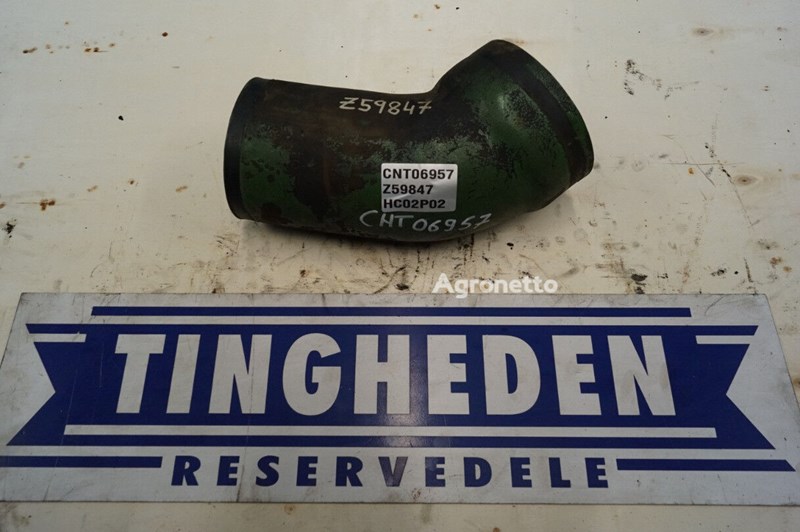 Z59847
CNT06957
Z59847
HC02P02
CNT06957
Agronetto
TINGHEDEN
RESERVEDELE